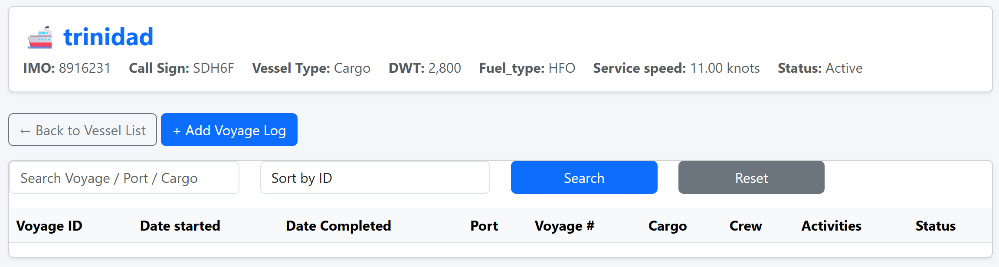 trinidad
IMO: 8916231 Call Sign: SDH6F Vessel Type: Cargo DWT: 2,800 Fuel_type: HFO Service speed: 11.00 knots Status: Active
← Back to Vessel List + Add Voyage Log
Search Voyage / Port / Cargo Sort by ID Search Reset
Voyage ID Date started Date Completed Port Voyage # Cargo Crew Activities Status